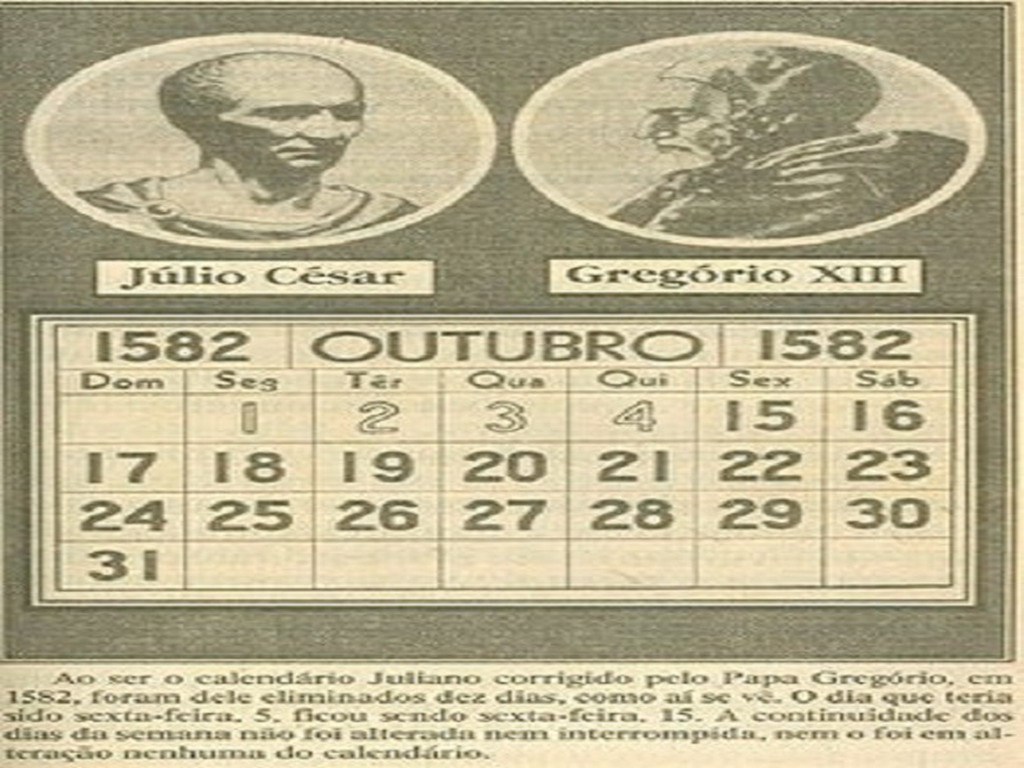 Júlio César
Gregório XIII
1582 OUTUBRO 1582
Dom Seg Tër Qua Qui Sex Sáb
1 2 3 4 15 16
17 18 19 20 21 22 23
24 25 26 27 28 29 30
31
Ao ser o calendário Juliano corrigido pelo Papa Gregório, em
1582, foram dele eliminados dez dias, como aí se vê. O dia que teria
sido sexta-feira, 5, ficou sendo sexta-feira, 15. A continuidade dos
dias da semana não foi alterada nem interrompida, nem o foi em al-
teração nenhuma do calendário.